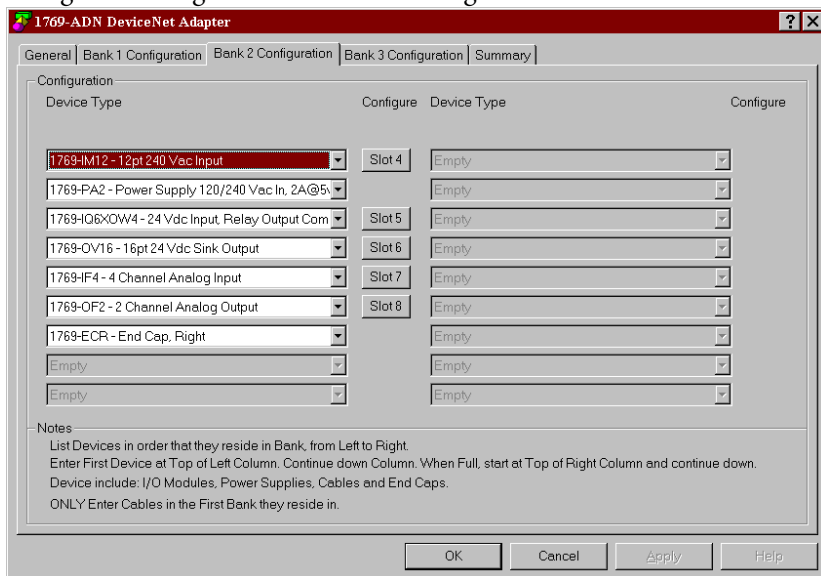 1769-ADN DeviceNet Adapter
General Bank 1 Configuration Bank 2 Configuration Bank 3 Configuration Summary
Configuration
Device Type Configure Device Type Configure
1769-IM12 - 12pt 240 Vac Input Slot 4 Empty
1769-PA2 - Power Supply 120/240 Vac In, 2A@5 Empty
1769-IQ6XOW4 - 24 Vdc Input, Relay Output Com Slot 5 Empty
1769-OV16 - 16pt 24 Vdc Sink Output Slot 6 Empty
1769-IF4 - 4 Channel Analog Input Slot 7 Empty
1769-OF2 - 2 Channel Analog Output Slot 8 Empty
1769-ECR - End Cap, Right Empty
Empty Empty
Empty Empty
Notes
List Devices in order that they reside in Bank, from Left to Right.
Enter First Device at Top of Left Column. Continue down Column. When Full, start at Top of Right Column and continue down.
Device include: I/O Modules, Power Supplies, Cables and End Caps.
ONLY Enter Cables in the First Bank they reside in.
OK Cancel Apply Help